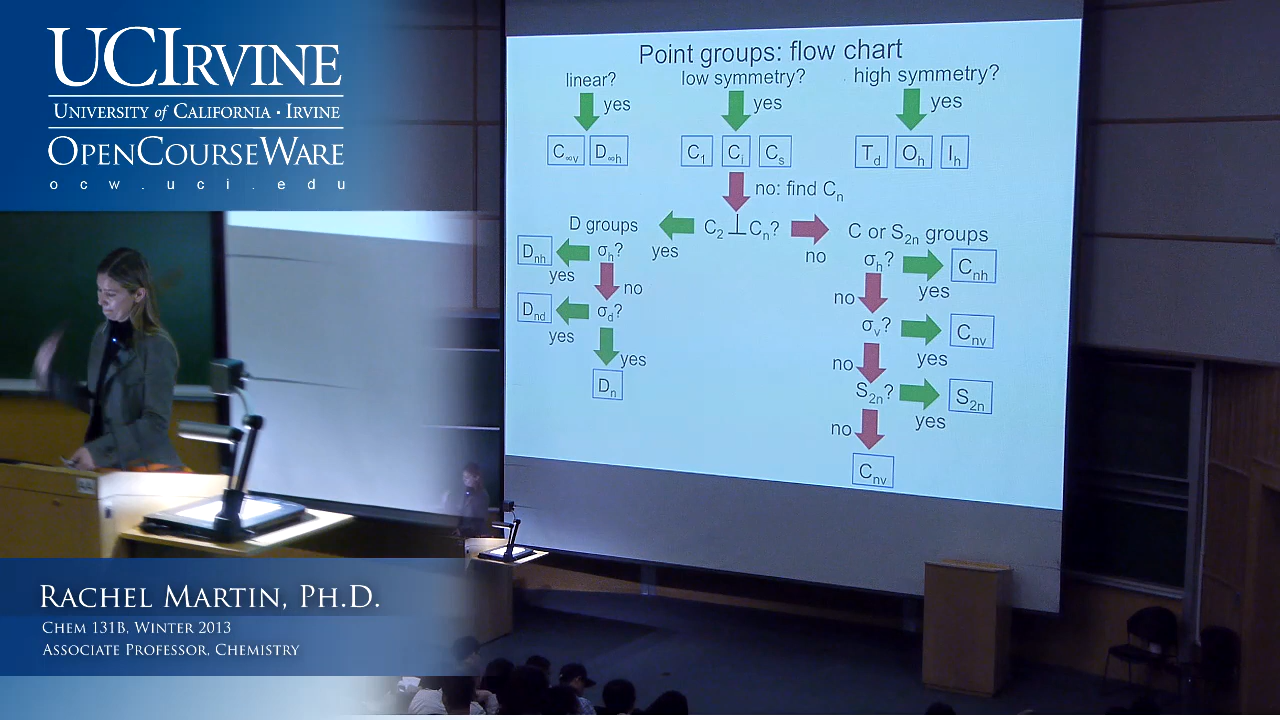 UCIRVINE
UNIVERSITY of CALIFORNIA · IRVINE
OPENCOURSEWARE
ocw.uci.edu
Point groups: flow chart
linear? low symmetry? high symmetry?
yes yes yes
C∞v D∞h C1 Ci Cs Td Oh Ih
no: find Cn
D groups C2 ⊥ Cn? C or S2n groups
yes no
Dnh σh? σh? Cnh
yes no no yes
Dnd σd? σv? Cnv
yes yes no yes
Dn S2n? S2n
no yes
Cnv
RACHEL MARTIN, PH.D.
CHEM 131B, WINTER 2013
ASSOCIATE PROFESSOR, CHEMISTRY